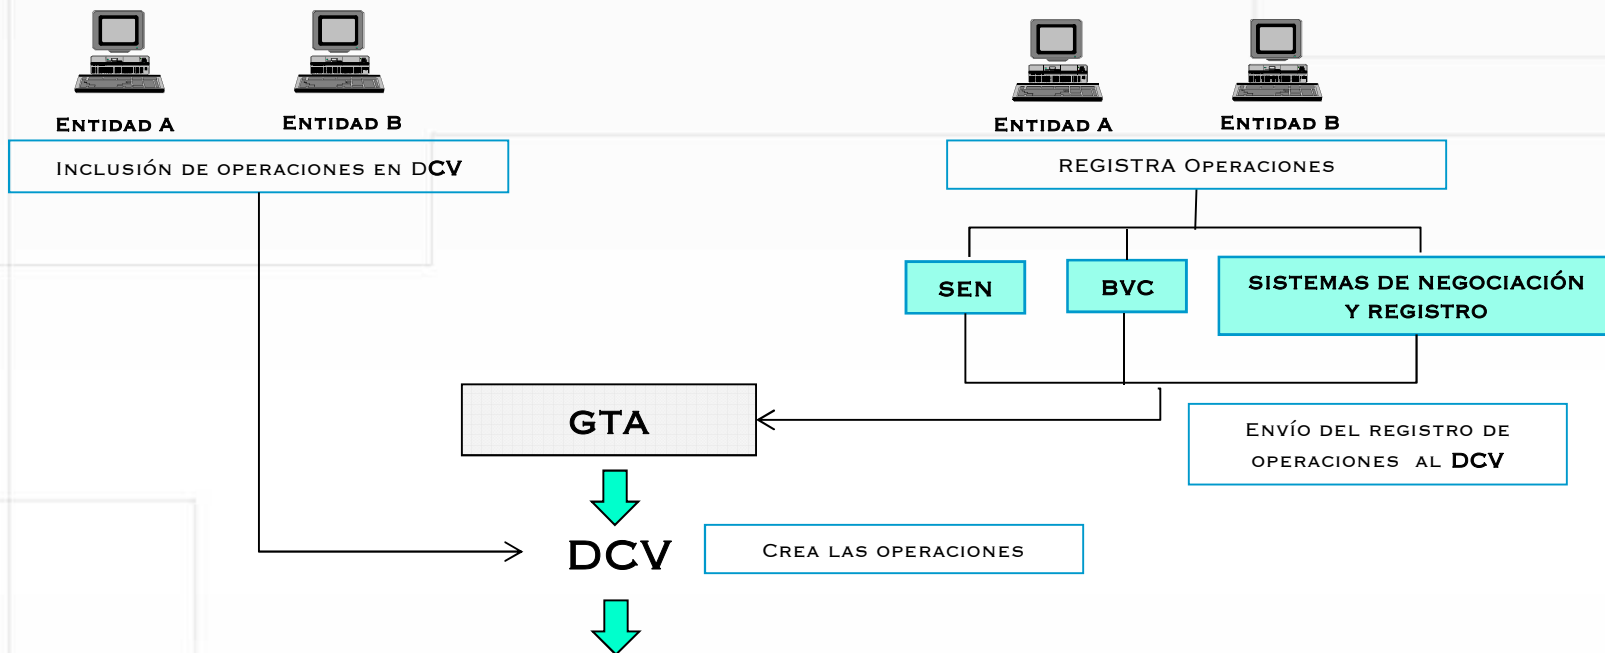 Entidad A
Entidad B
Inclusión de operaciones en DCV
Entidad A
Entidad B
REGISTRA Operaciones
SEN
BVC
SISTEMAS DE NEGOCIACIÓN
Y REGISTRO
GTA
Envío del registro de
operaciones al DCV
DCV
Crea las operaciones